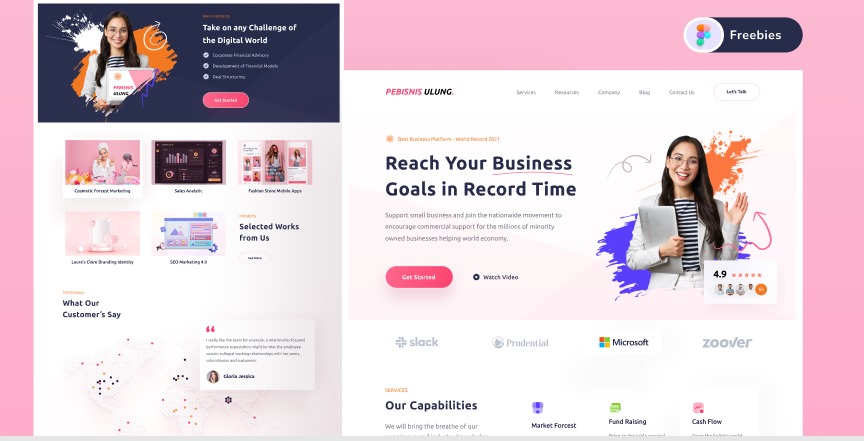 WHY CHOOSE US
Take on any Challenge of
the Digital World
Corporate Financial Advisory
Development of Financial Models
Deal Structuring
Get Started
PEBISNIS
ULUNG.
Cosmetic Forcest Marketing
Sales Analytic
Fashion Store Mobile Apps
Laura's Clore Branding Identity
SEO Marketing 4.0
PROJECTS
Selected Works
from Us
See More
TESTIMONIAL
What Our
Customer's Say
I really like the team for analysis, a relationships-focused
performance expectation might be that the employee
sustain collegial working relationships with her peers,
subordinates and customers.
Gloria Jessica
Freebies
PEBISNIS ULUNG.
Services
Resources
Company
Blog
Contact Us
Let's Talk
Best Business Platform - World Record 2021
Reach Your Business
Goals in Record Time
Support small business and join the nationwide movement to
encourage commercial support for the millions of minority
owned businesses helping world economy.
Get Started
Watch Video
4.9
slack
Prudential
Microsoft
zoover
SERVICES
Our Capabilities
We will bring the breathe of our
Market Forcest
Fund Raising
Cash Flow